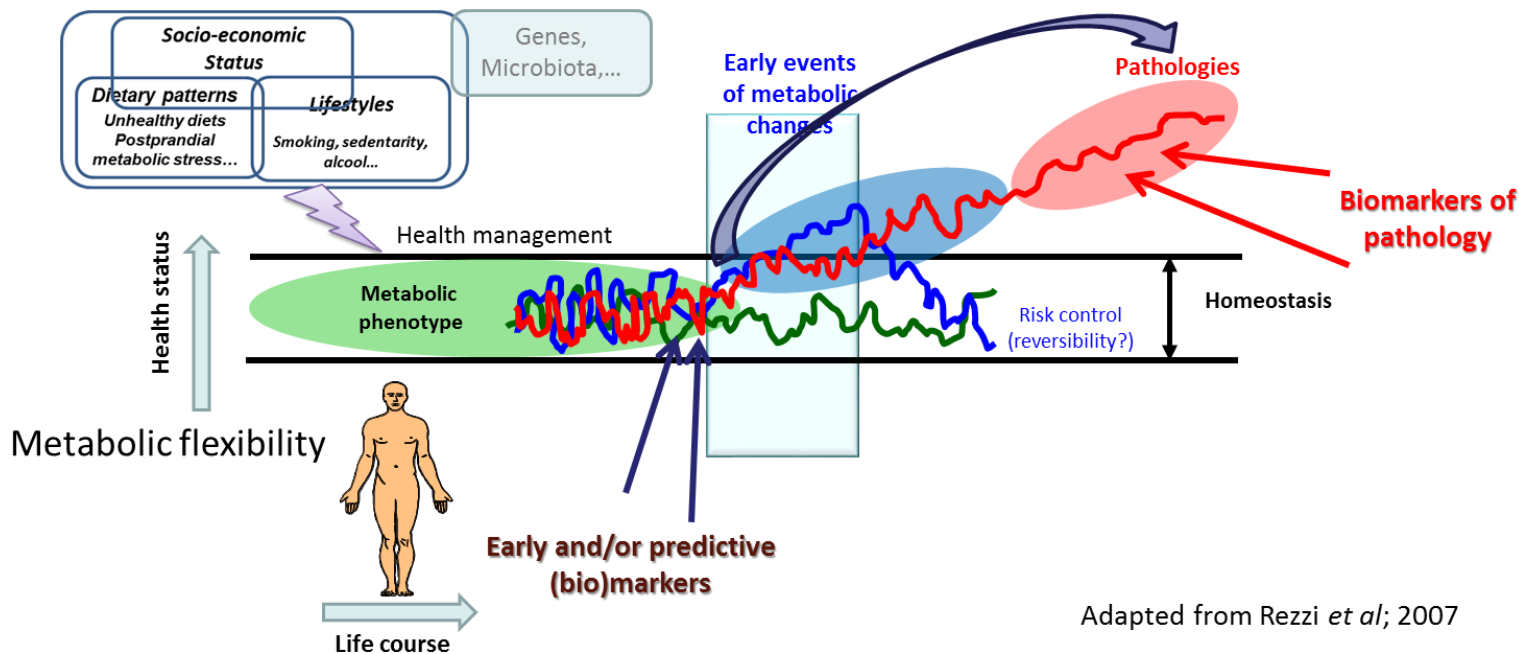 Socio-economic
Status
Dietary patterns
Unhealthy diets
Postprandial
metabolic stress…
Lifestyles
Smoking, sedentarity,
alcool…
Genes,
Microbiota,…
Early events
of metabolic
changes
Pathologies
Biomarkers of
pathology
Health status
Health management
Metabolic
phenotype
Homeostasis
Risk control
(reversibility?)
Metabolic flexibility
Early and/or predictive
(bio)markers
Life course
Adapted from Rezzi et al; 2007